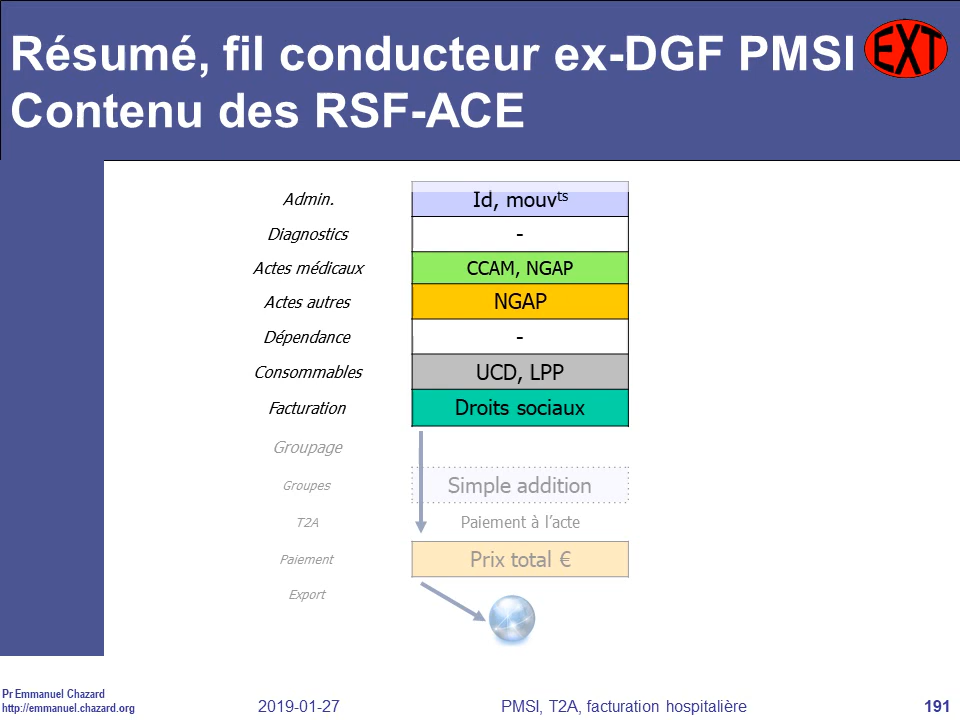 Résumé, fil conducteur ex-DGF PMSI
EXT
Contenu des RSF-ACE
Admin. Id, mouvts
Diagnostics -
Actes médicaux CCAM, NGAP
Actes autres NGAP
Dépendance -
Consommables UCD, LPP
Facturation Droits sociaux
Groupage
Groupes Simple addition
T2A Paiement à l’acte
Paiement Prix total €
Export
Pr Emmanuel Chazard
http://emmanuel.chazard.org
2019-01-27 PMSI, T2A, facturation hospitalière 191